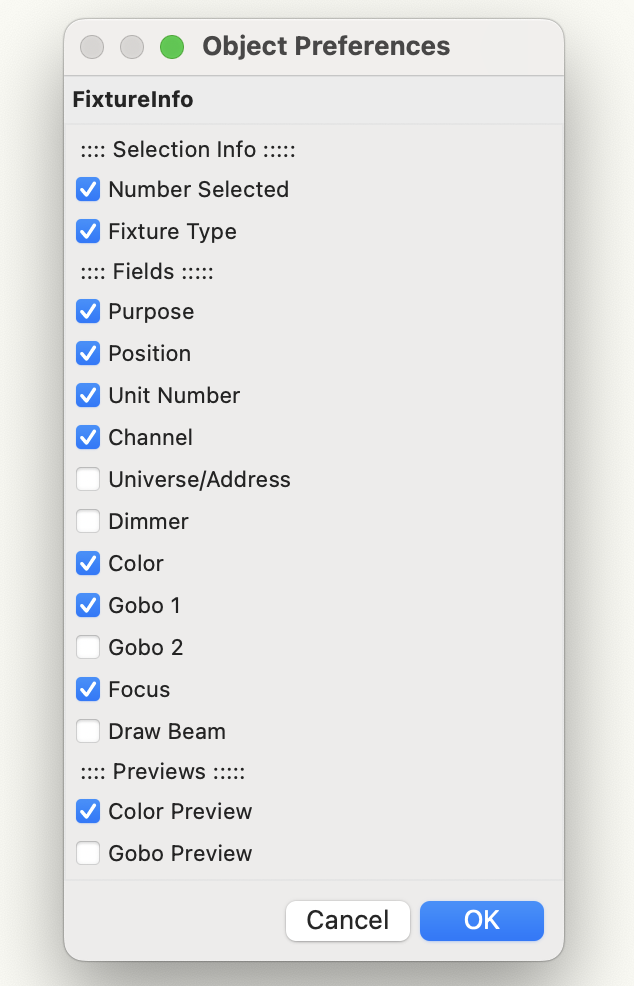 Object Preferences
FixtureInfo
:::: Selection Info :::::
Number Selected
Fixture Type
:::: Fields :::::
Purpose
Position
Unit Number
Channel
Universe/Address
Dimmer
Color
Gobo 1
Gobo 2
Focus
Draw Beam
:::: Previews :::::
Color Preview
Gobo Preview
Cancel OK